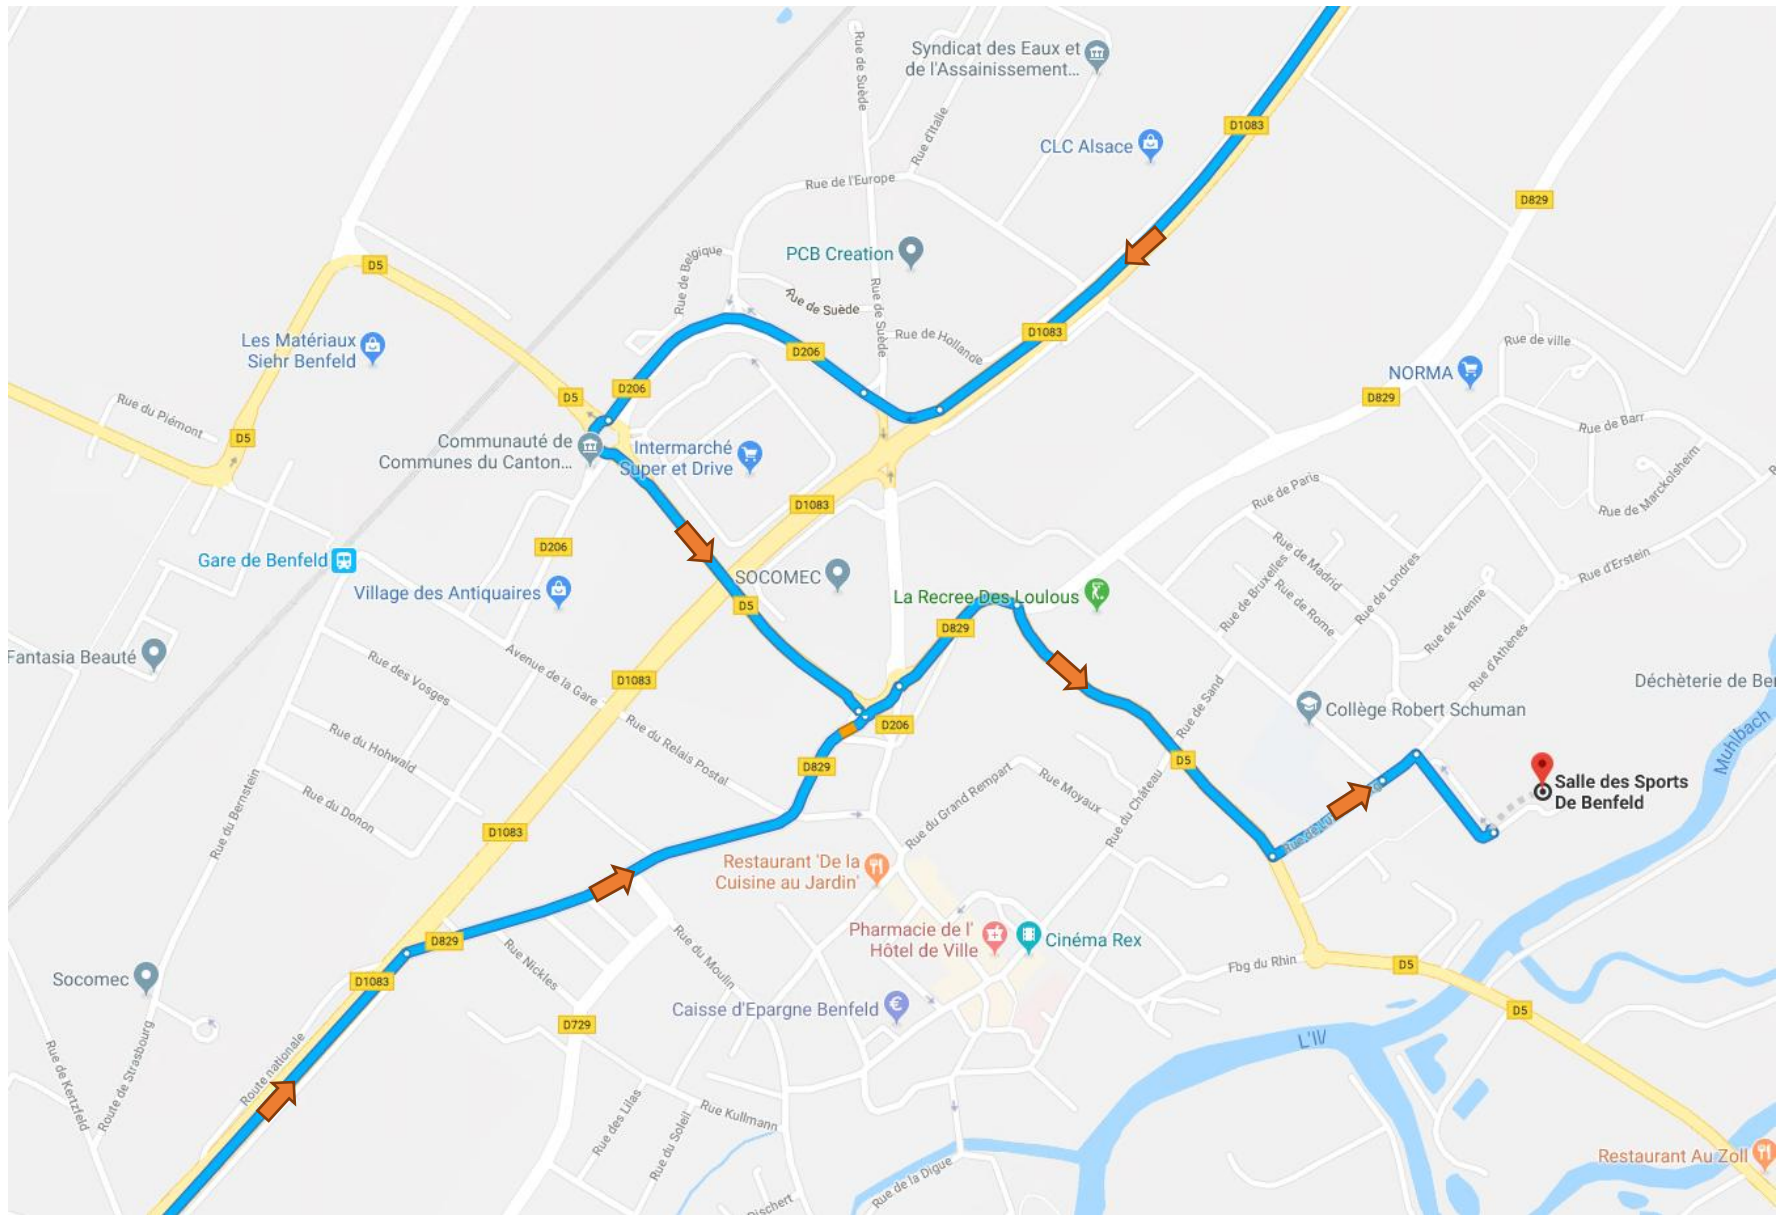 Syndicat des Eaux et
de l'Assainissement...
Rue de Suède
Rue d'Italie
D1083
CLC Alsace
Rue de l'Europe
D829
PCB Creation
Rue de Belgique
D5
Rue de Suède
Rue de Suède
Rue de Hollande
D1083
Les Matériaux
Siehr Benfeld
D206
Rue de ville
NORMA
D206
D5
D829
Rue du Piémont
Rue de Barr
D5
Communauté de
Communes du Canton...
Intermarché
Super et Drive
Rue de Marckolsheim
Rue de Paris
D1083
D206
Gare de Benfeld
Rue de Madrid
Rue d'Erstein
SOCOMEC
Village des Antiquaires
Rue de Bruxelles
Rue de Londres
La Recree Des Loulous
D5
Rue de Rome
Rue de Vienne
D829
Fantasia Beauté
Rue des Vosges
Avenue de la Gare
D1083
Rue d'Athènes
Déchèterie de Ber
Rue de Sand
Collège Robert Schuman
D206
Rue du Hohwald
Rue du Relais Postal
Muhlbach
D829
D5
Salle des Sports
De Benfeld
Rue du Bernstein
Rue du Donon
Rue du Grand Rempart
Rue Moyaux
Rue du Château
D1083
Restaurant 'De la
Cuisine au Jardin'
D829
Rue Nickles
Rue du Moulin
Pharmacie de l'
Hôtel de Ville
Cinéma Rex
Fbg du Rhin
D5
Socomec
D1083
Caisse d'Epargne Benfeld
D729
D5
L'Ill
Route nationale
Rue de Kertzfeld
Route de Strasbourg
Rue des Lilas
Rue du Soleil
Rue Kullmann
Rue de la Digue
Restaurant Au Zoll